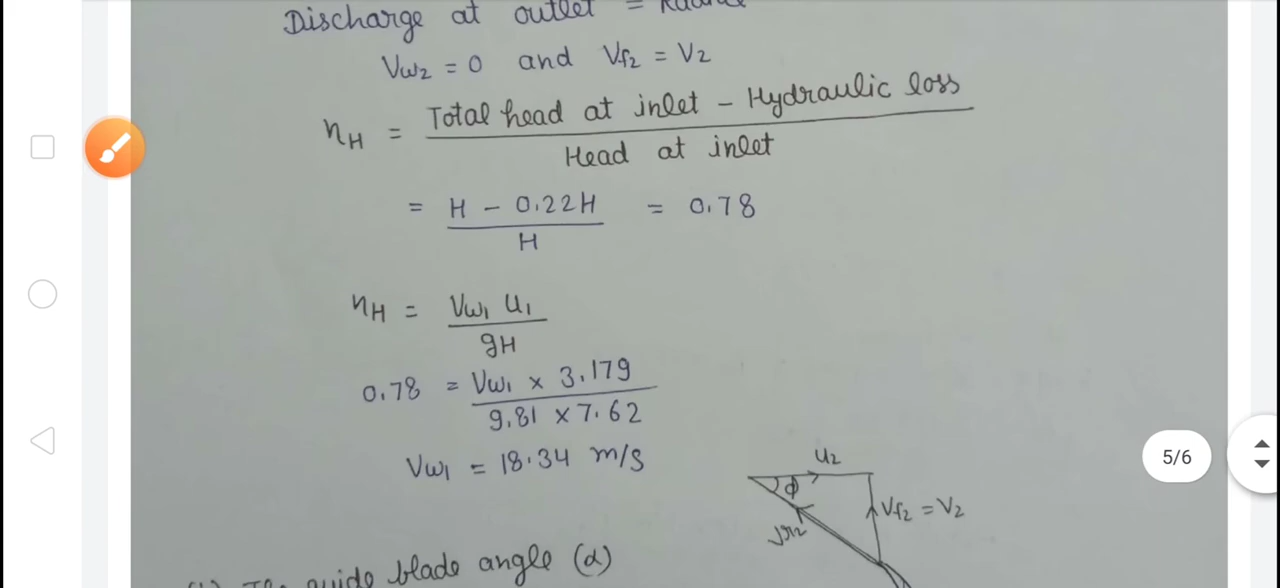 Discharge at outlet =
Vw2 = 0 and Vf2 = V2
ηH = Total head at inlet - Hydraulic loss
Head at inlet
= H - 0.22H = 0.78
H
ηH = Vw1 u1
gH
0.78 = Vw1 × 3.179
9.81 × 7.62
Vw1 = 18.34 m/s
u2
ϕ
Vf2 = V2
Vr2
5/6
guide blade angle (α)